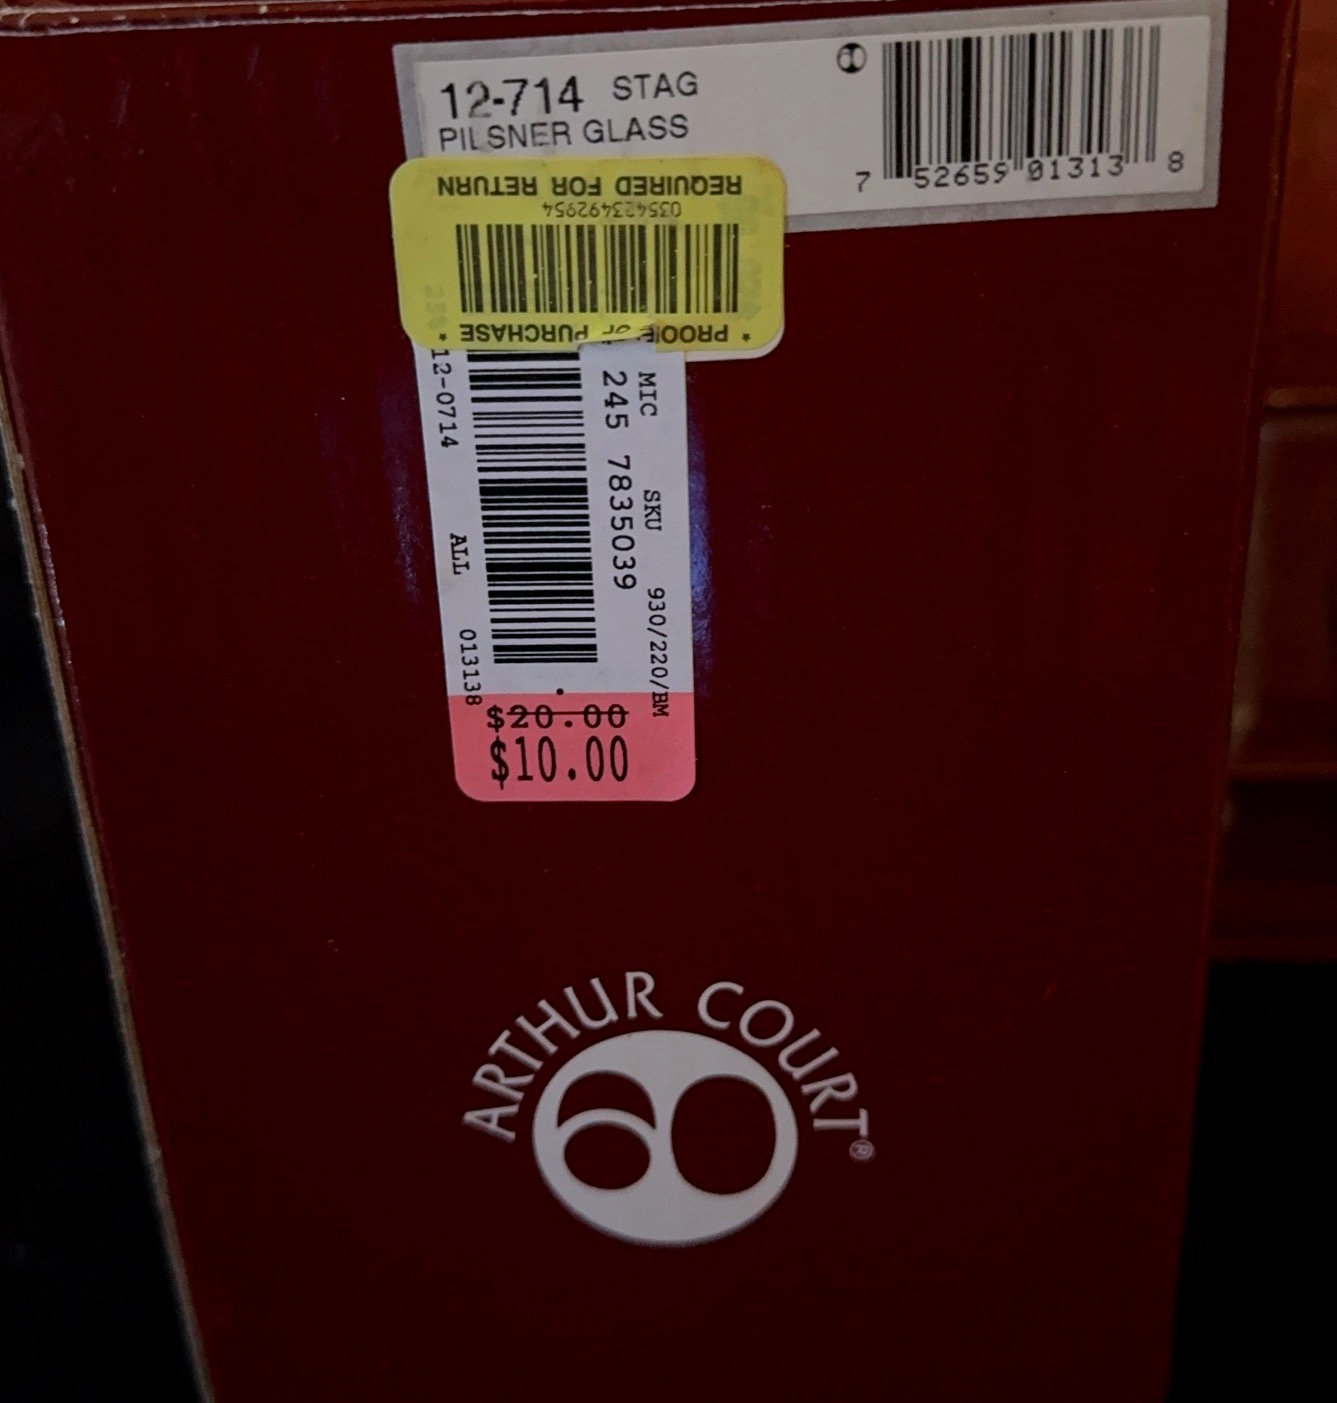 12-714 STAG
PILSNER GLASS
7 52659 01313 8
REQUIRED FOR RETURN
035423492954
* PROOF OF PURCHASE *
MIC SKU 930/220/BM
245 7835039
12-0714 ALL 013138
$20.00
$10.00
ARTHUR COURT®